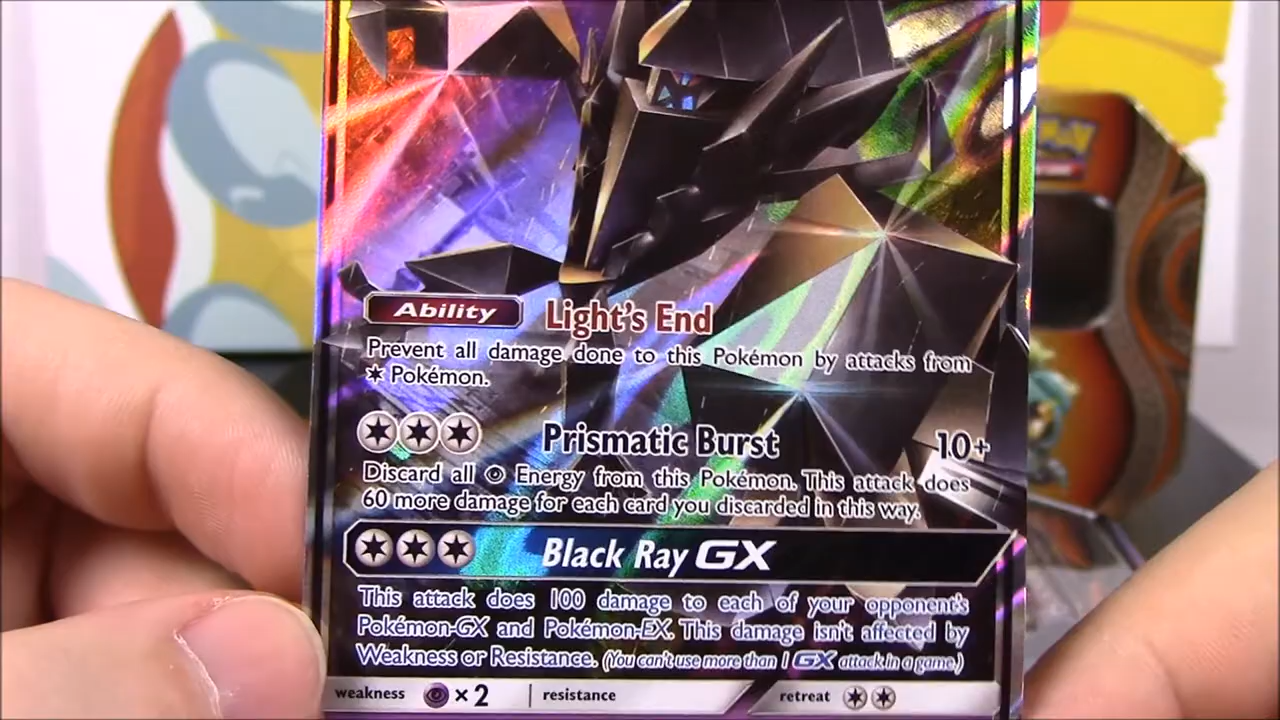 POKÉMON
Ability Light's End
Prevent all damage done to this Pokémon by attacks from
Pokémon.
Prismatic Burst 10+
Discard all Energy from this Pokémon. This attack does
60 more damage for each card you discarded in this way.
Black Ray GX
This attack does 100 damage to each of your opponent's
Pokémon-GX and Pokémon-EX. This damage isn't affected by
Weakness or Resistance. (You can't use more than 1 GX attack in a game.)
weakness ×2 resistance retreat